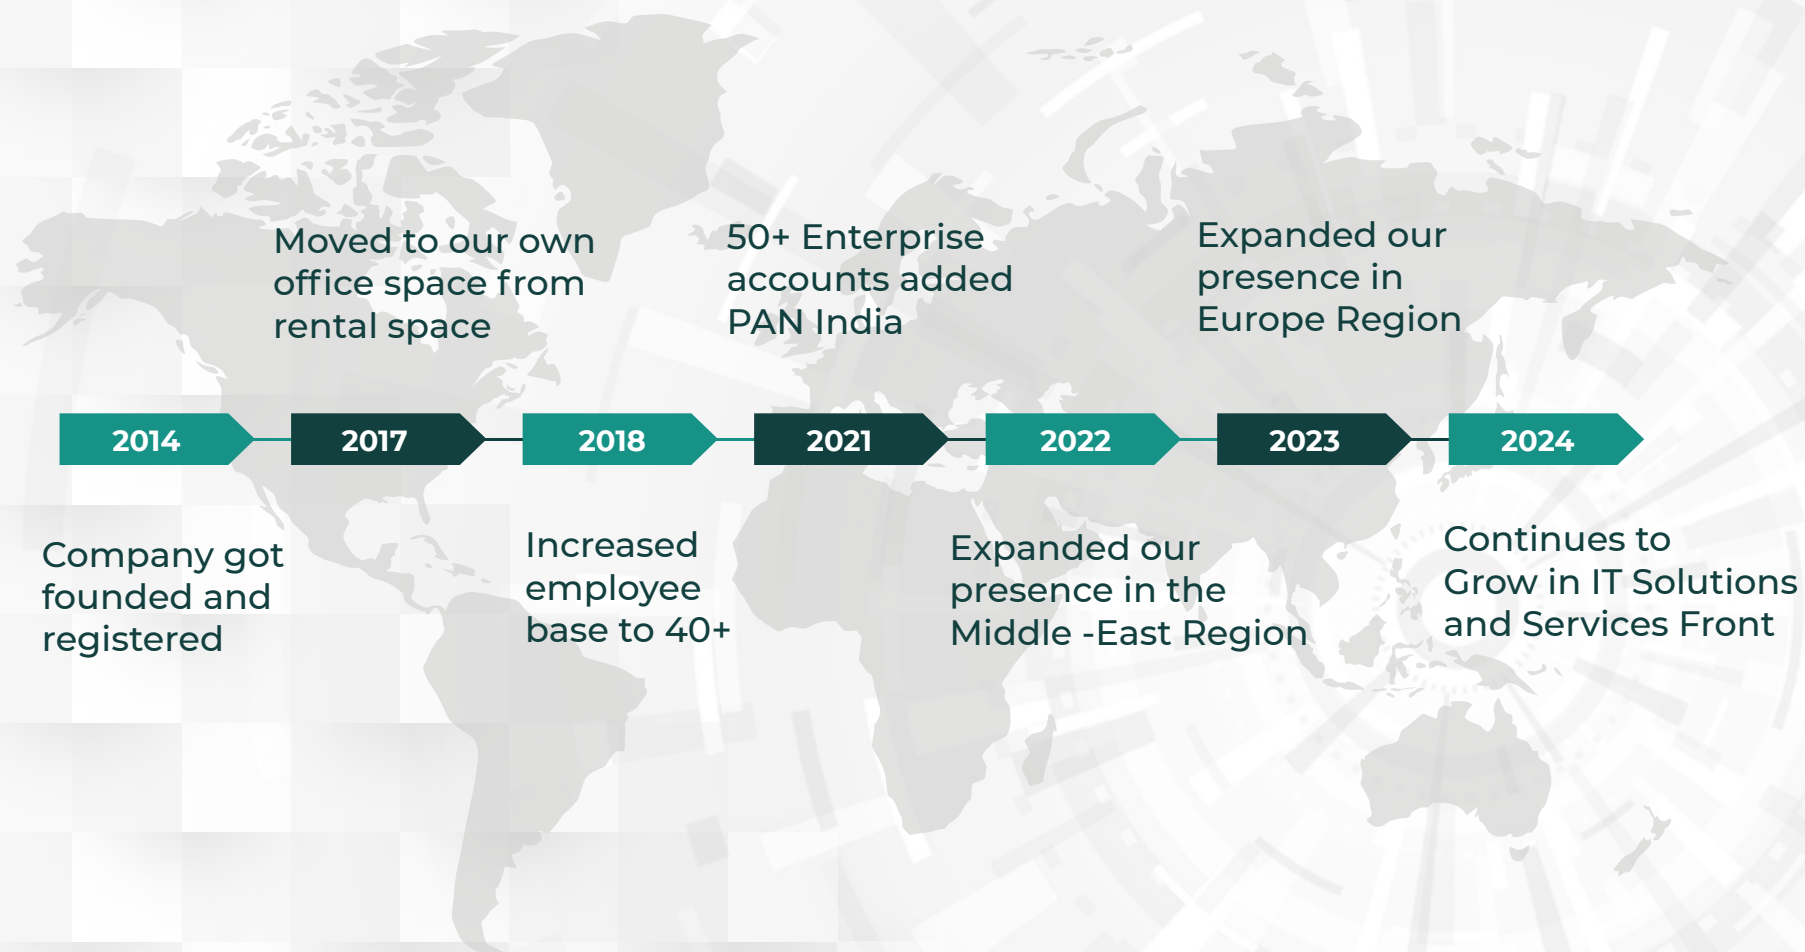 Moved to our own
office space from
rental space
50+ Enterprise
accounts added
PAN India
Expanded our
presence in
Europe Region
2014
2017
2018
2021
2022
2023
2024
Company got
founded and
registered
Increased
employee
base to 40+
Expanded our
presence in the
Middle -East Region
Continues to
Grow in IT Solutions
and Services Front